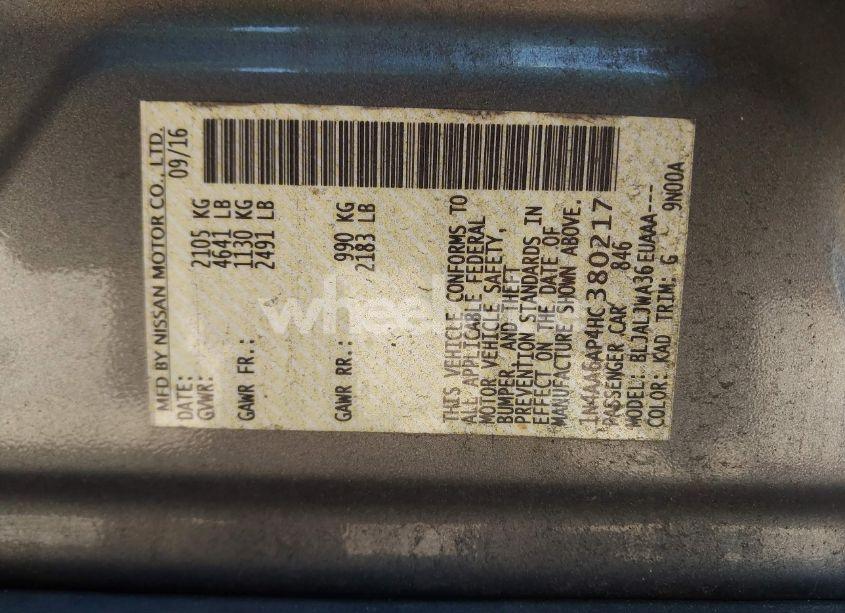 MFD BY NISSAN MOTOR CO., LTD.
DATE: 09/16
GVWR: 2105 KG
4641 LB
GAWR FR.: 1130 KG
2491 LB
GAWR RR.: 990 KG
2183 LB
THIS VEHICLE CONFORMS TO
ALL APPLICABLE FEDERAL
MOTOR VEHICLE SAFETY,
BUMPER, AND THEFT
PREVENTION STANDARDS IN
EFFECT ON THE DATE OF
MANUFACTURE SHOWN ABOVE.
1N4AA6AP4HC380217
PASSENGER CAR 846
MODEL: BLJALJWA36EUAAA---
COLOR: KAD TRIM: G 9N00A